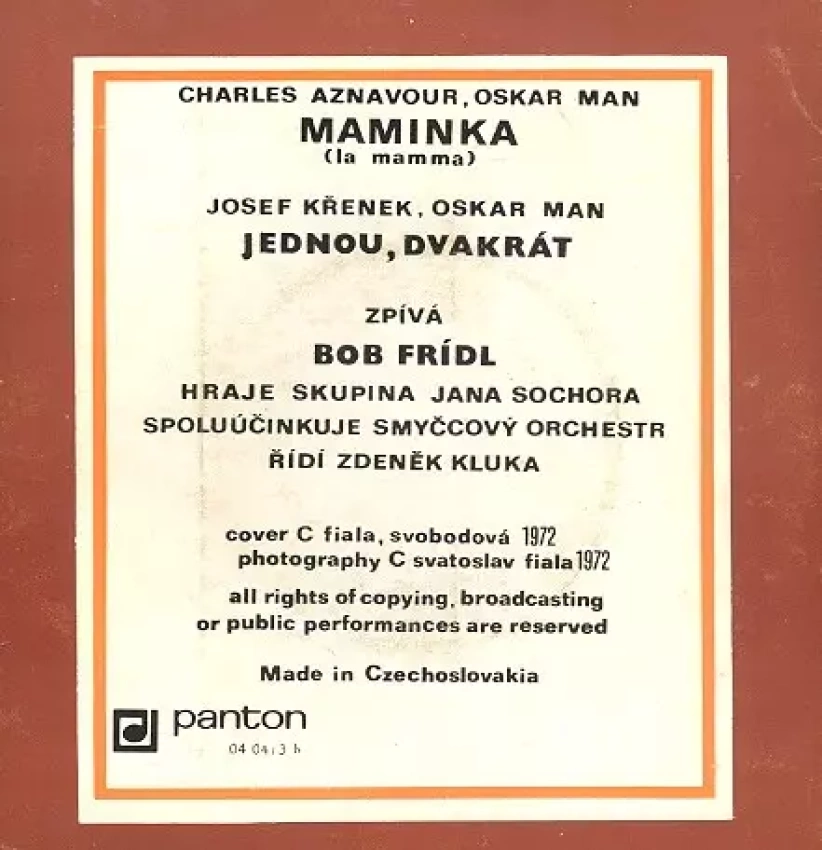 CHARLES AZNAVOUR, OSKAR MAN
MAMINKA
(la mamma)
JOSEF KŘENEK, OSKAR MAN
JEDNOU, DVAKRÁT
ZPÍVÁ
BOB FRÍDL
HRAJE SKUPINA JANA SOCHORA
SPOLUÚČINKUJE SMYČCOVÝ ORCHESTR
ŘÍDÍ ZDENĚK KLUKA
cover C fiala, svobodová 1972
photography C svatoslav fiala 1972
all rights of copying, broadcasting
or public performances are reserved
Made in Czechoslovakia
panton
04